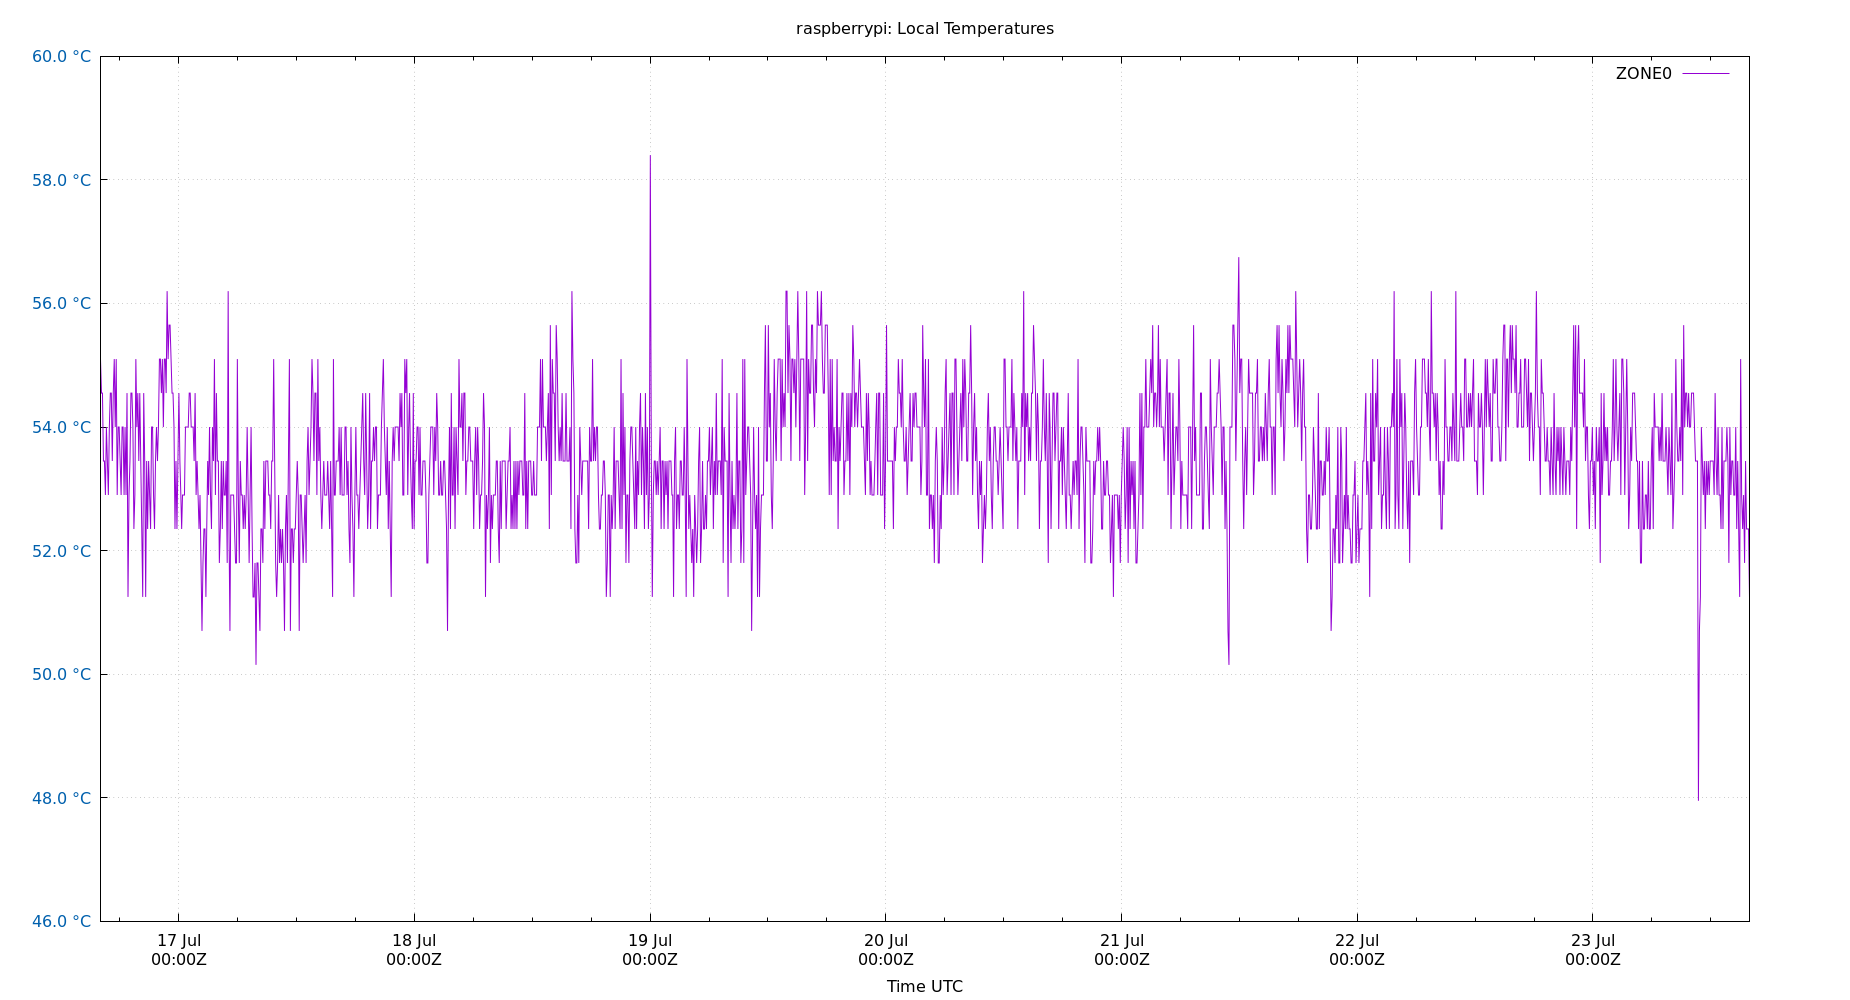 raspberrypi: Local Temperatures
60.0 °C
ZONE0
58.0 °C
56.0 °C
54.0 °C
52.0 °C
50.0 °C
48.0 °C
46.0 °C
17 Jul 18 Jul 19 Jul 20 Jul 21 Jul 22 Jul 23 Jul
00:00Z 00:00Z 00:00Z 00:00Z 00:00Z 00:00Z 00:00Z
Time UTC